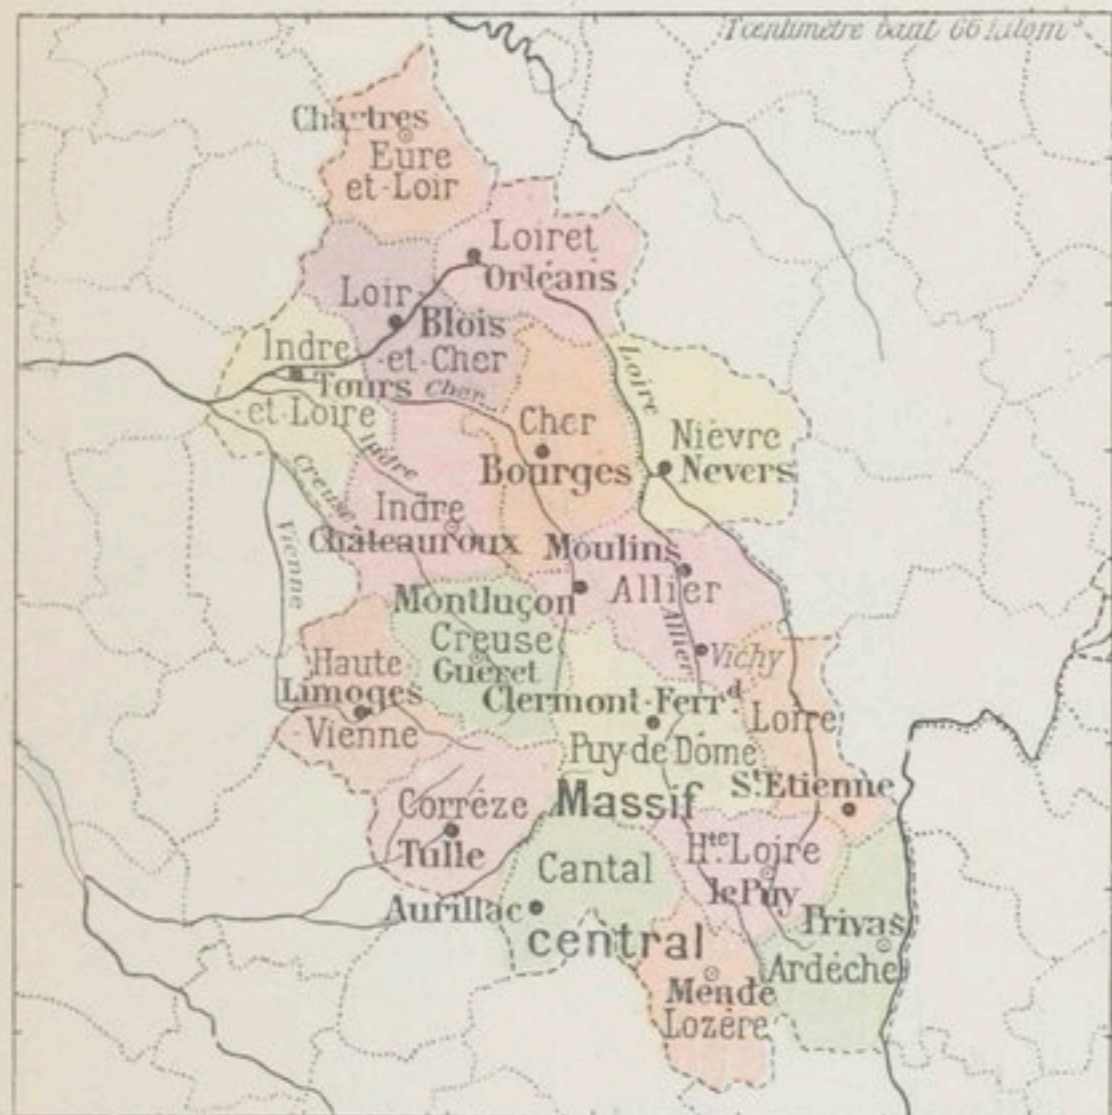 1 centimètre vaut 66 kilom
Chartres
Eure
et-Loir
Loiret
Orléans
Loir
Blois
-et-Cher
Indre
Tours
-et-Loire
Cher
Loire
Cher
Bourges
Nièvre
Nevers
Indre
Creuse
Vienne
Indre
Châteauroux
Moulins
Allier
Montluçon
Allier
Vichy
Creuse
Guéret
Haute
Limoges
-Vienne
Clermont-Ferrd.
Puy de Dôme
Loire
St. Etienne
Massif
Corrèze
Tulle
Cantal
Hte. Loire
le Puy
Aurillac
central
Privas
Ardèche
Mende
Lozère